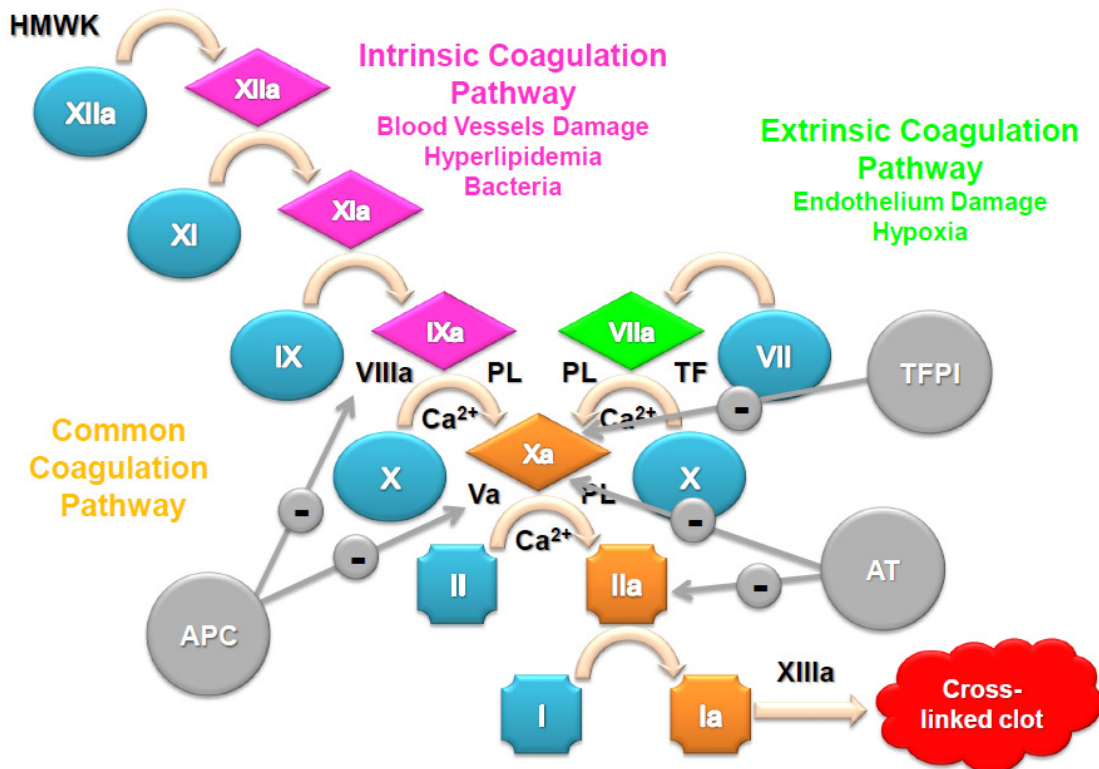 HMWK
XIIa
XIIa
Intrinsic Coagulation
Pathway
Blood Vessels Damage
Hyperlipidemia
Bacteria
Extrinsic Coagulation
Pathway
Endothelium Damage
Hypoxia
XI
XIa
IX
IXa
VIIa
VII
TFPI
VIIIa
PL
PL
TF
Ca²⁺
Ca²⁺
-
Common
Coagulation
Pathway
X
Xa
X
Va
PL
-
-
-
Ca²⁺
II
IIa
-
AT
APC
I
Ia
XIIIa
Cross-
linked clot